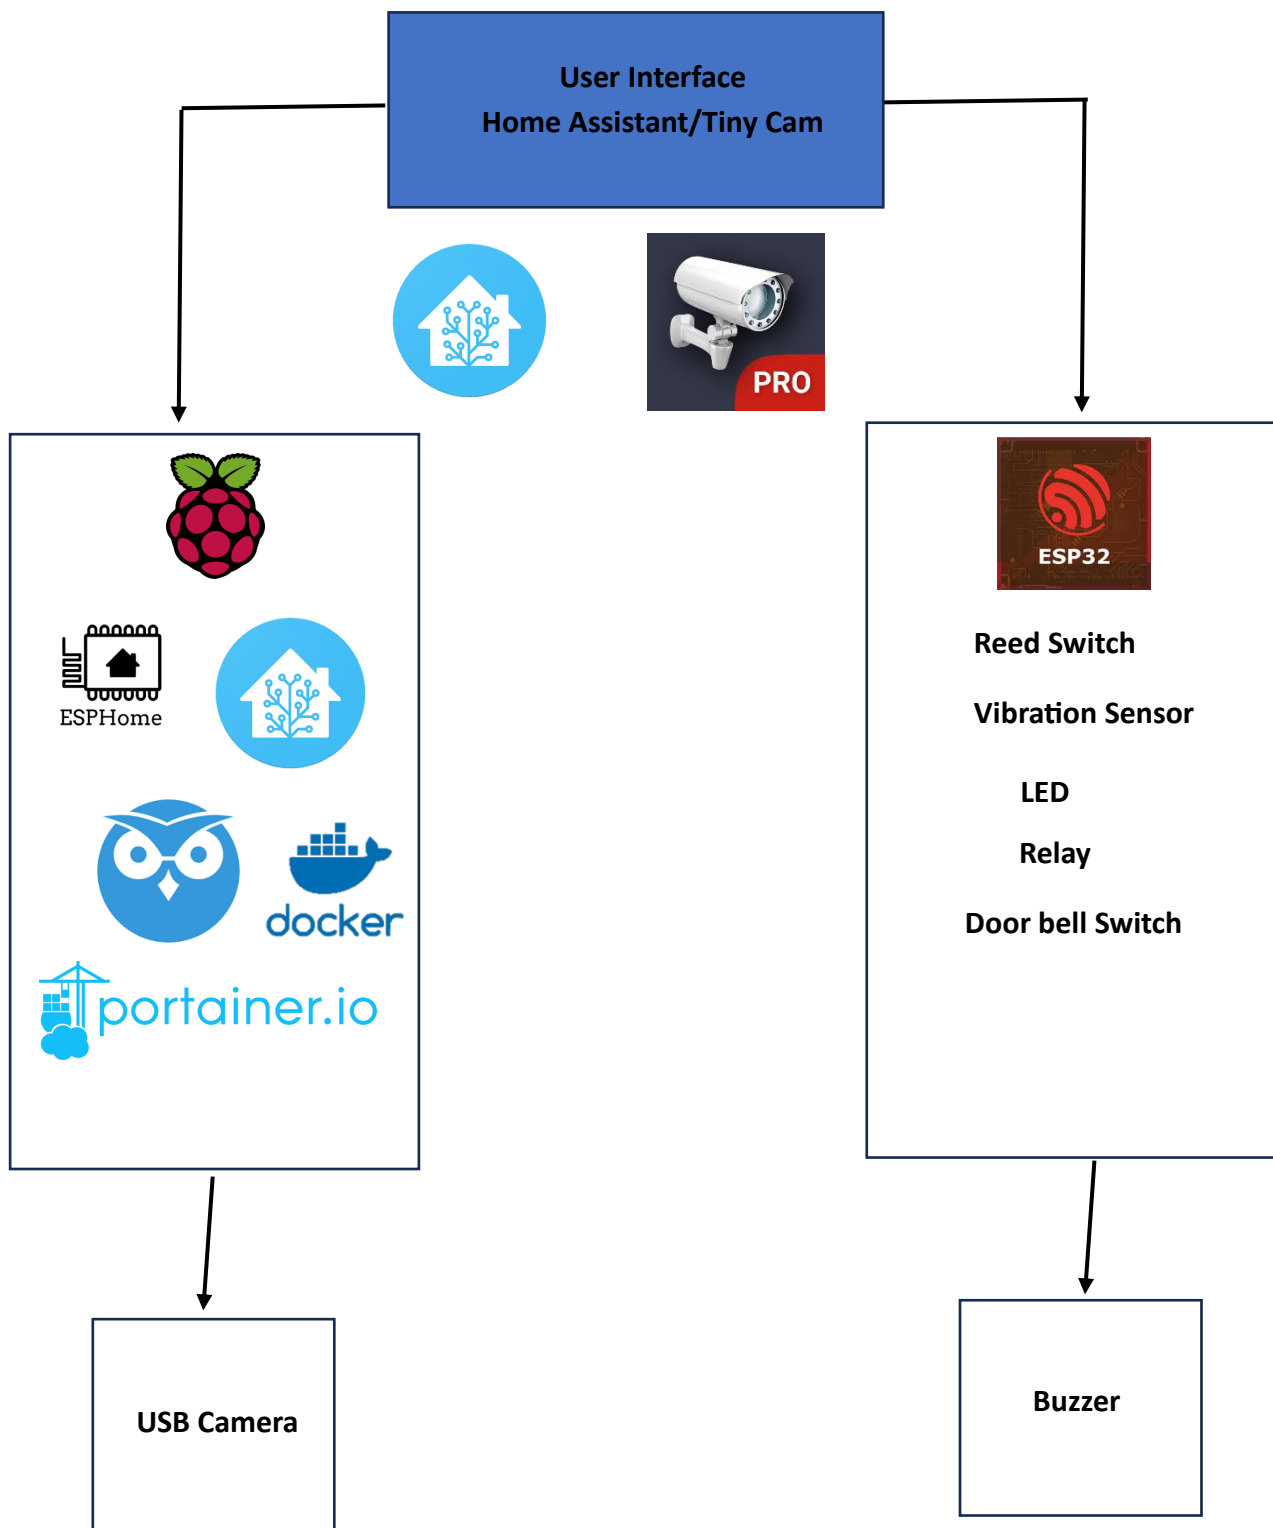 User Interface
Home Assistant/Tiny Cam
PRO
ESPHome
docker
portainer.io
USB Camera
ESP32
Reed Switch
Vibration Sensor
LED
Relay
Door bell Switch
Buzzer